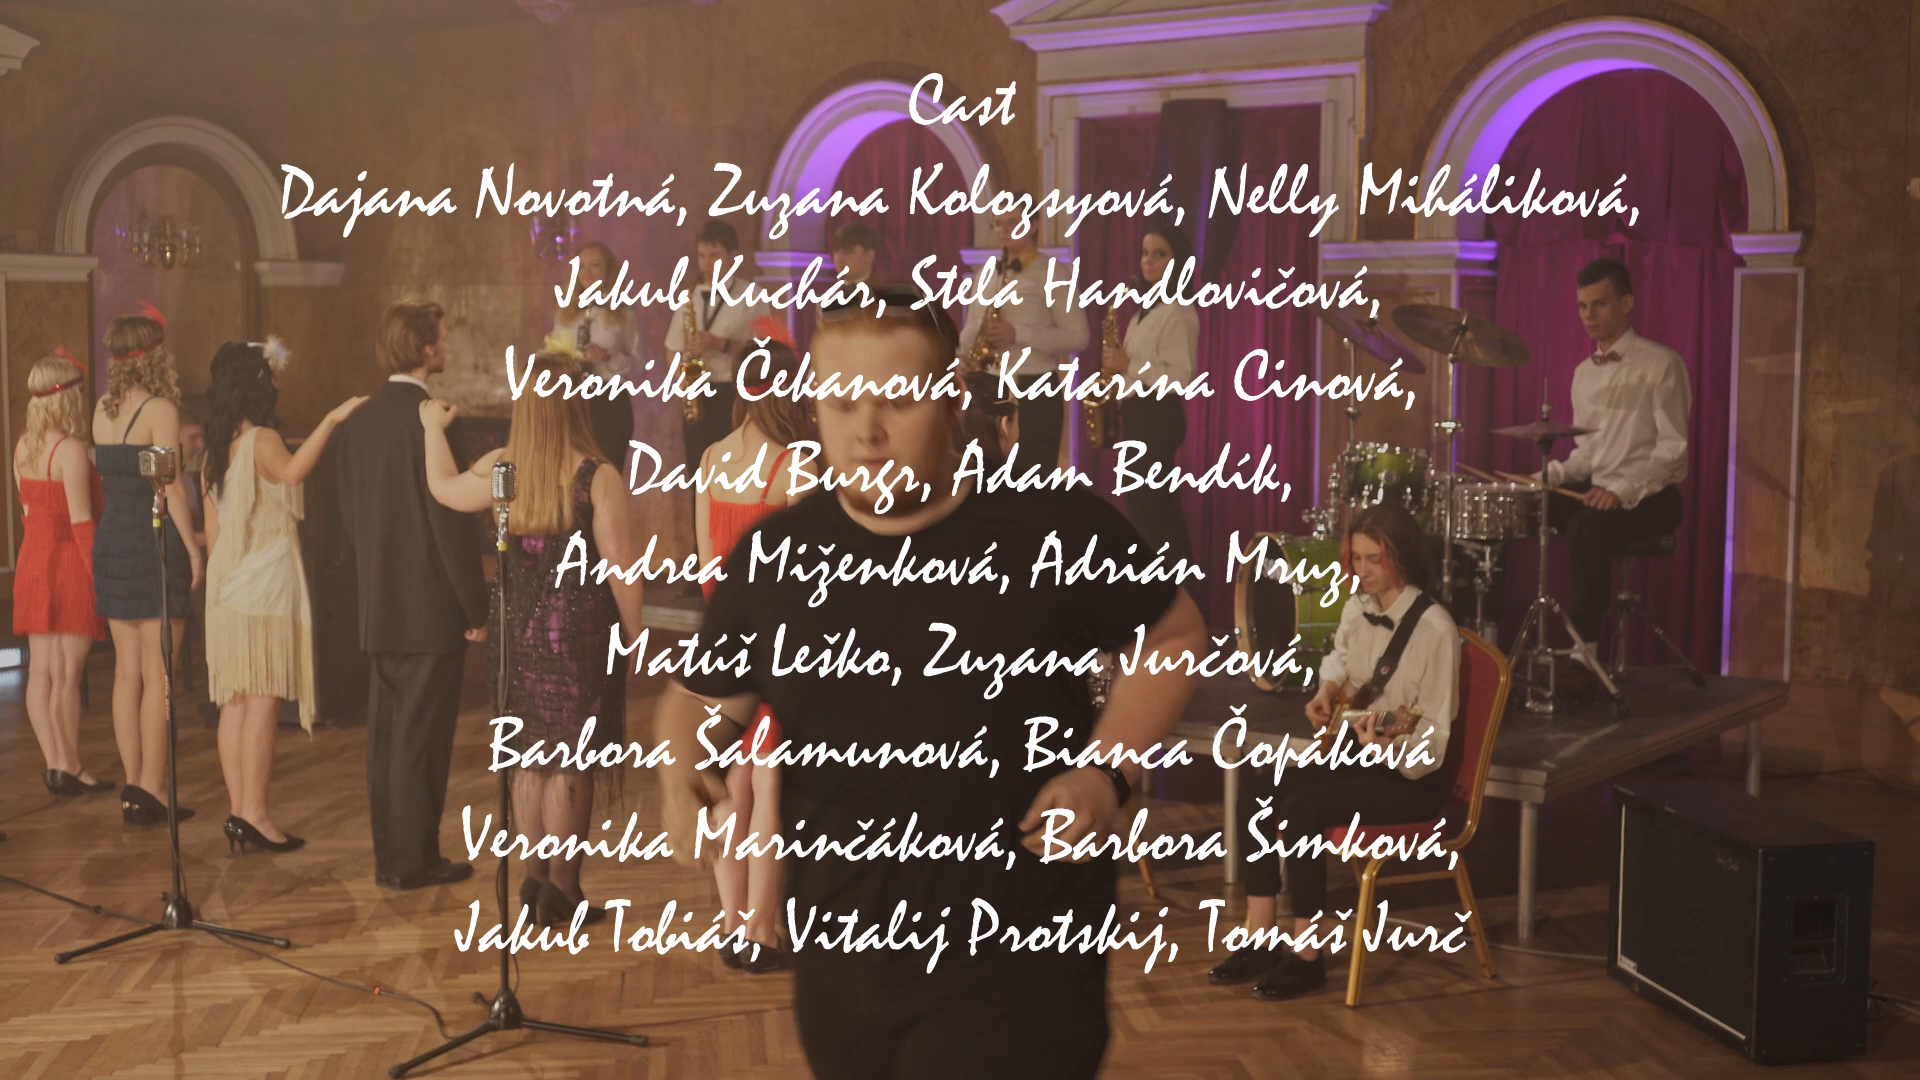 Cast
Dajana Novotná, Zuzana Kolozsyová, Nelly Miháliková,
Jakub Kuchár, Stela Handlovičová,
Veronika Čekanová, Katarína Cinová,
David Burgr, Adam Bendík,
Andrea Miženková, Adrián Mruz,
Matúš Leško, Zuzana Jurčová,
Barbora Šalamunová, Bianca Čopáková
Veronika Marinčáková, Barbora Šimková,
Jakub Tobiáš, Vitalij Protskij, Tomáš Jurč